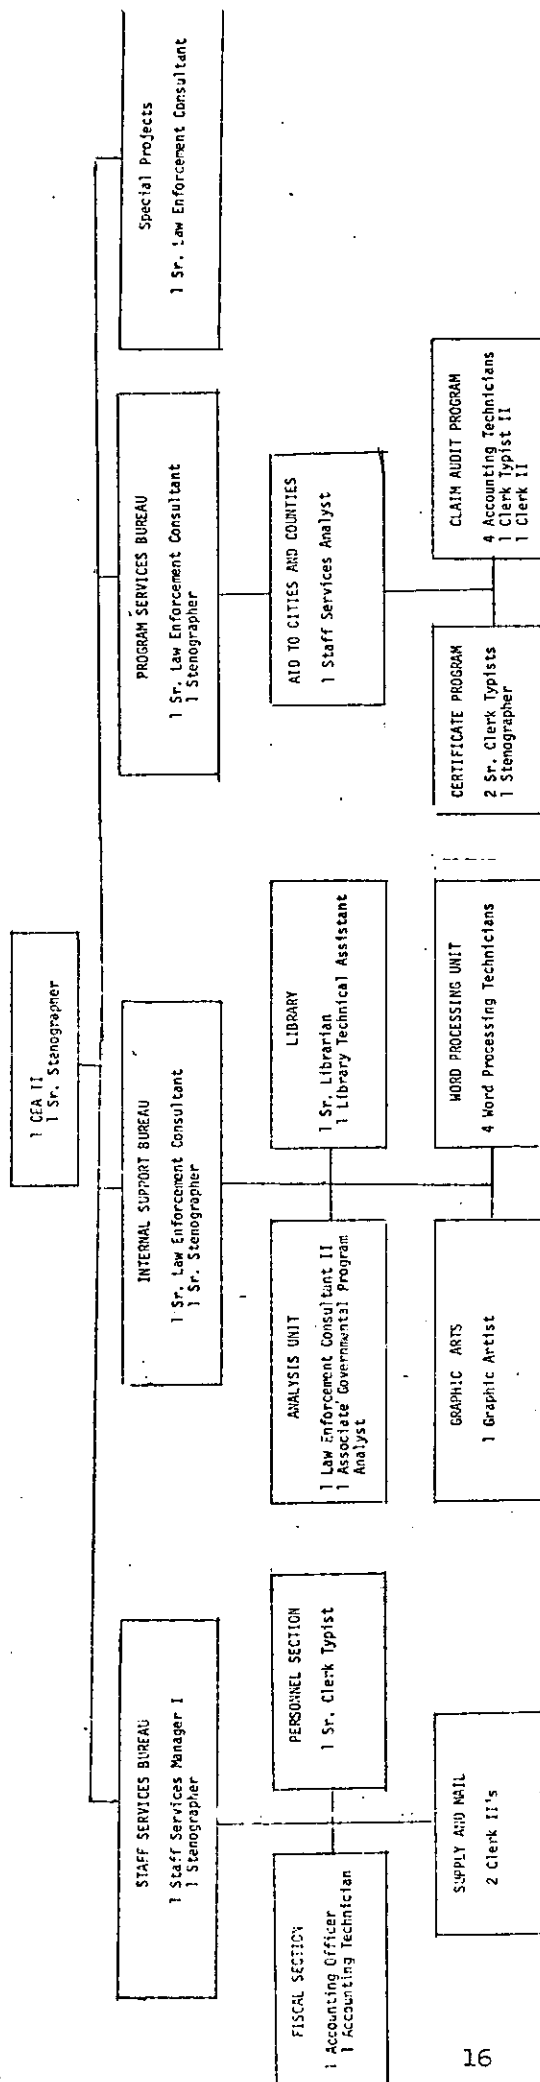 1 CEA II
1 Sr. Stenographer
STAFF SERVICES BUREAU
1 Staff Services Manager I
1 Stenographer
INTERNAL SUPPORT BUREAU
1 Sr. Law Enforcement Consultant
1 Sr. Stenographer
PROGRAM SERVICES BUREAU
1 Sr. Law Enforcement Consultant
1 Stenographer
Special Projects
1 Sr. Law Enforcement Consultant
FISCAL SECTION
1 Accounting Officer
1 Accounting Technician
PERSONNEL SECTION
1 Sr. Clerk Typist
ANALYSIS UNIT
1 Law Enforcement Consultant II
1 Associate Governmental Program
Analyst
LIBRARY
1 Sr. Librarian
1 Library Technical Assistant
AID TO CITIES AND COUNTIES
1 Staff Services Analyst
SUPPLY AND MAIL
2 Clerk II's
GRAPHIC ARTS
1 Graphic Artist
WORD PROCESSING UNIT
4 Word Processing Technicians
CERTIFICATE PROGRAM
2 Sr. Clerk Typists
1 Stenographer
CLAIM AUDIT PROGRAM
4 Accounting Technicians
1 Clerk Typist II
1 Clerk II
16